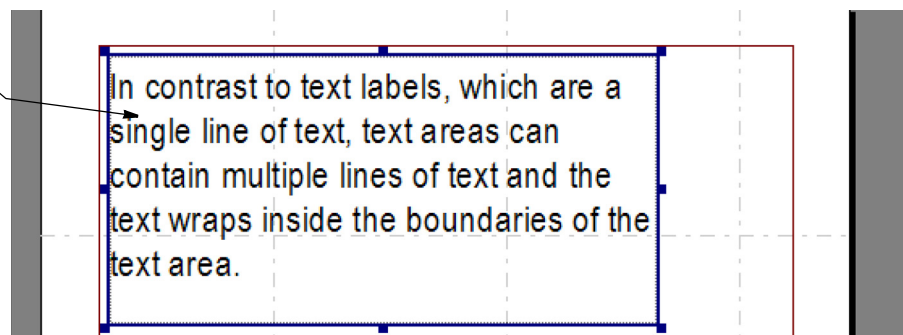 In contrast to text labels, which are a
single line of text, text areas can
contain multiple lines of text and the
text wraps inside the boundaries of the
text area.